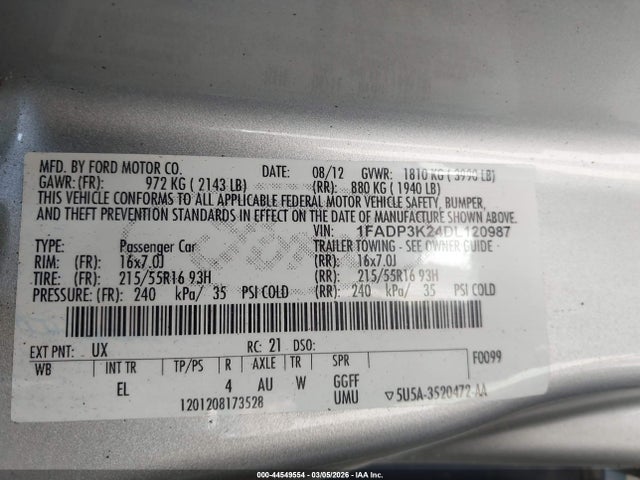 MFD. BY FORD MOTOR CO. DATE: 08/12 GVWR: 1810 KG ( 3990 LB)
GAWR: (FR): 972 KG ( 2143 LB) (RR): 880 KG ( 1940 LB)
THIS VEHICLE CONFORMS TO ALL APPLICABLE FEDERAL MOTOR VEHICLE SAFETY, BUMPER,
AND THEFT PREVENTION STANDARDS IN EFFECT ON THE DATE OF MANUFACTURE SHOWN ABOVE.
VIN: 1FADP3K24DL120987
TYPE: Passenger Car TRAILER TOWING - SEE OWNER GUIDE
RIM: (FR): 16x7.0J (RR): 16x7.0J
TIRE: (FR): 215/55R16 93H (RR): 215/55R16 93H
PRESSURE: (FR): 240 kPa/ 35 PSI COLD (RR): 240 kPa/ 35 PSI COLD
EXT PNT: UX RC: 21 DSO: F0099
WB INT TR TP/PS R AXLE TR SPR
EL 4 AU W GGFF
1201208173528 UMU ▽5U5A-3520472-AA
000-44549554 | 03/05/2026 - IAA Inc.